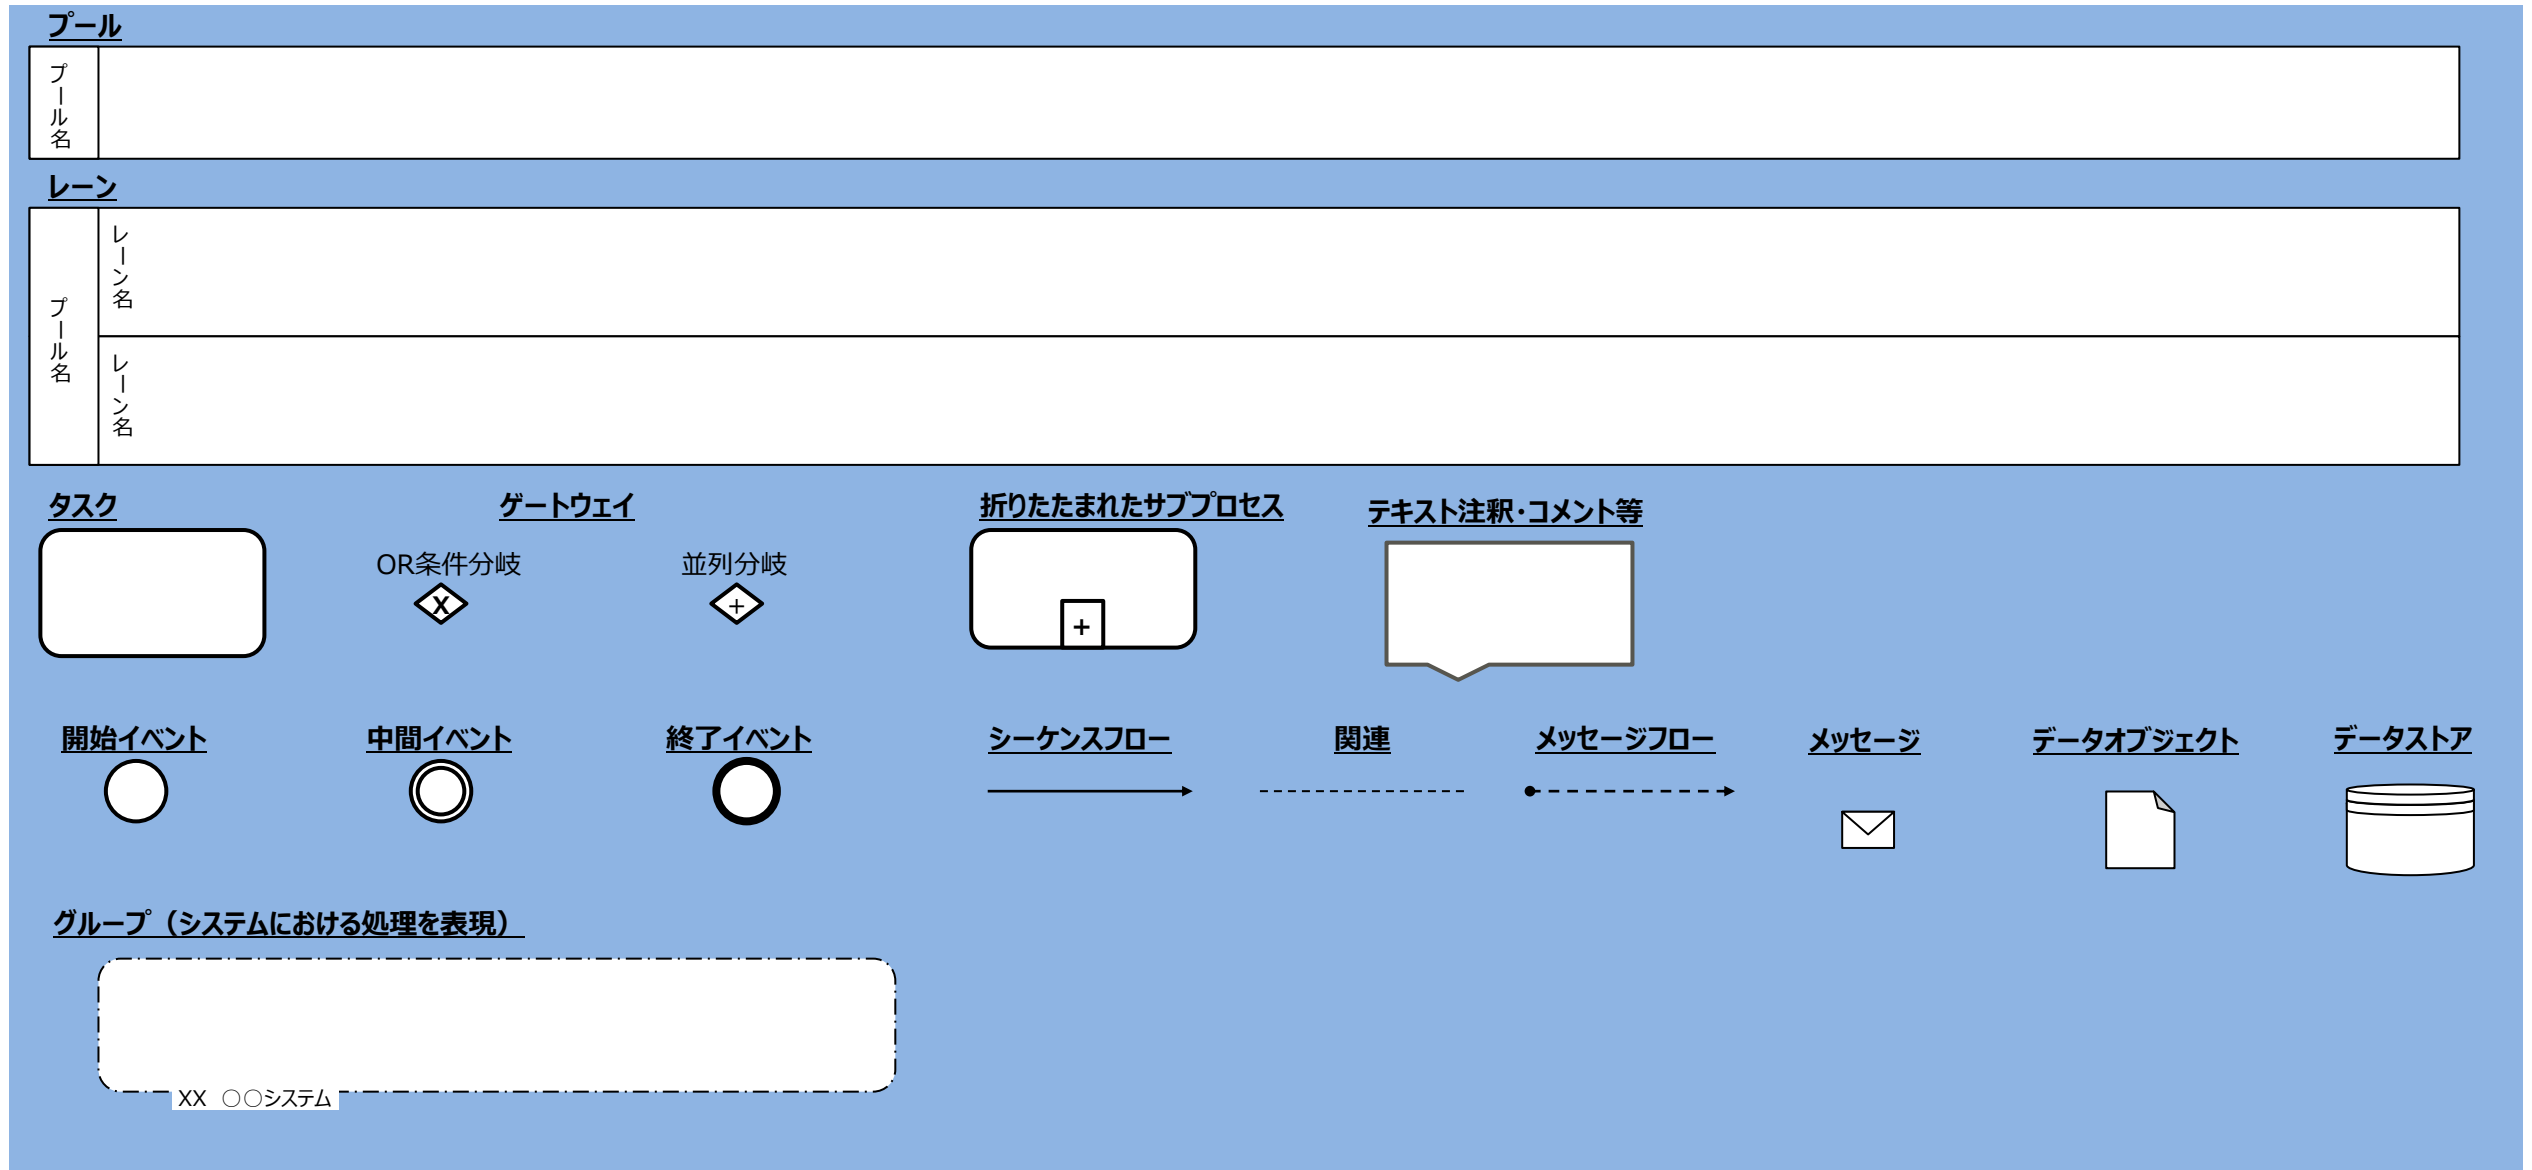 プール
プール名
レーン
プール名
レーン名
レーン名
タスク
ゲートウェイ
折りたたまれたサブプロセス
テキスト注釈・コメント等
OR条件分岐
並列分岐
X
+
+
開始イベント
中間イベント
終了イベント
シーケンスフロー
関連
メッセージフロー
メッセージ
データオブジェクト
データストア
グループ（システムにおける処理を表現）
XX　○○システム